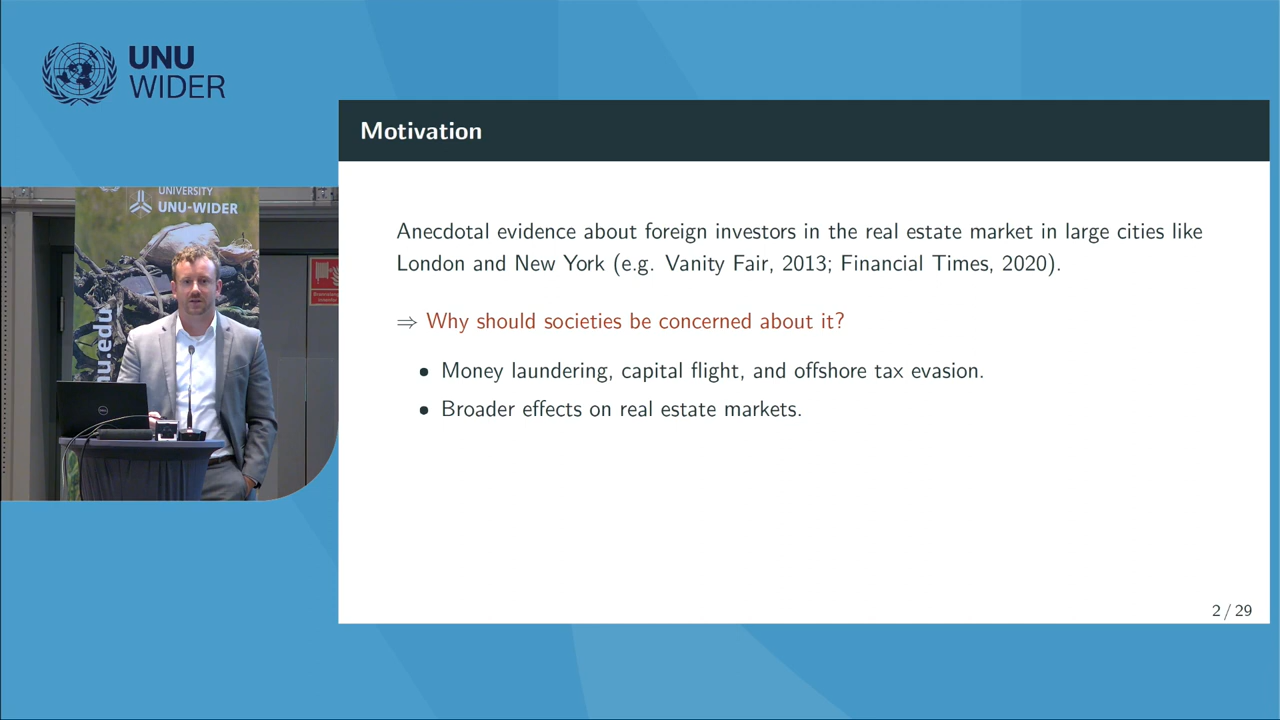 UNU
WIDER
Motivation
UNIVERSITY
UNU-WIDER
nu.edu
Anecdotal evidence about foreign investors in the real estate market in large cities like
London and New York (e.g. Vanity Fair, 2013; Financial Times, 2020).
⇒ Why should societies be concerned about it?
• Money laundering, capital flight, and offshore tax evasion.
• Broader effects on real estate markets.
2 / 29